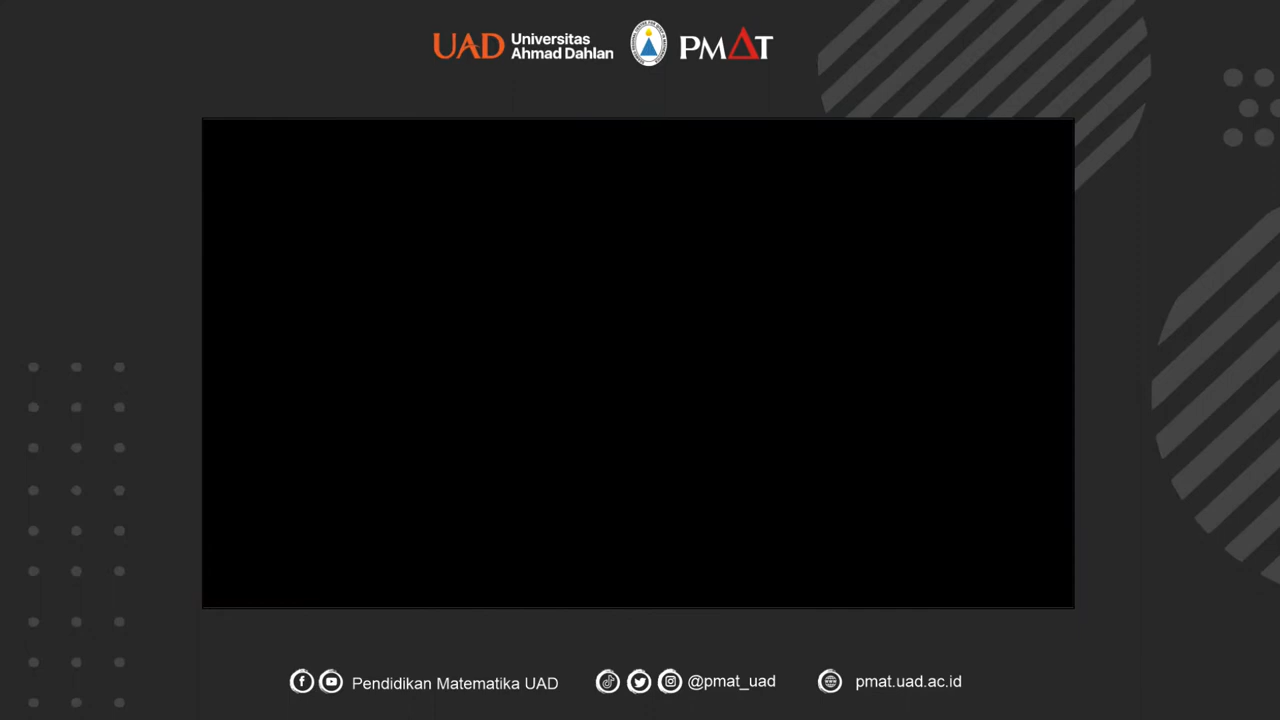 UAD Universitas
Ahmad Dahlan
PMAT
Pendidikan Matematika UAD
@pmat_uad
pmat.uad.ac.id